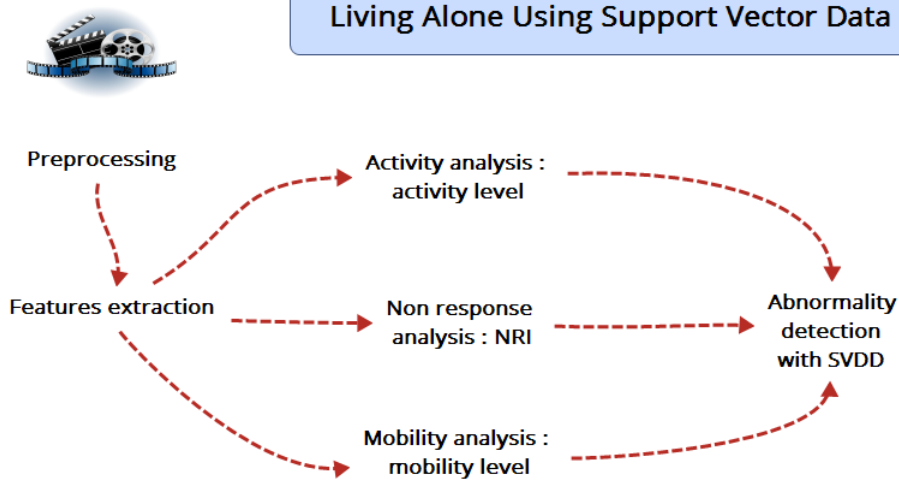 Living Alone Using Support Vector Data
Preprocessing
Activity analysis :
activity level
Features extraction
Non response
analysis : NRI
Abnormality
detection
with SVDD
Mobility analysis :
mobility level